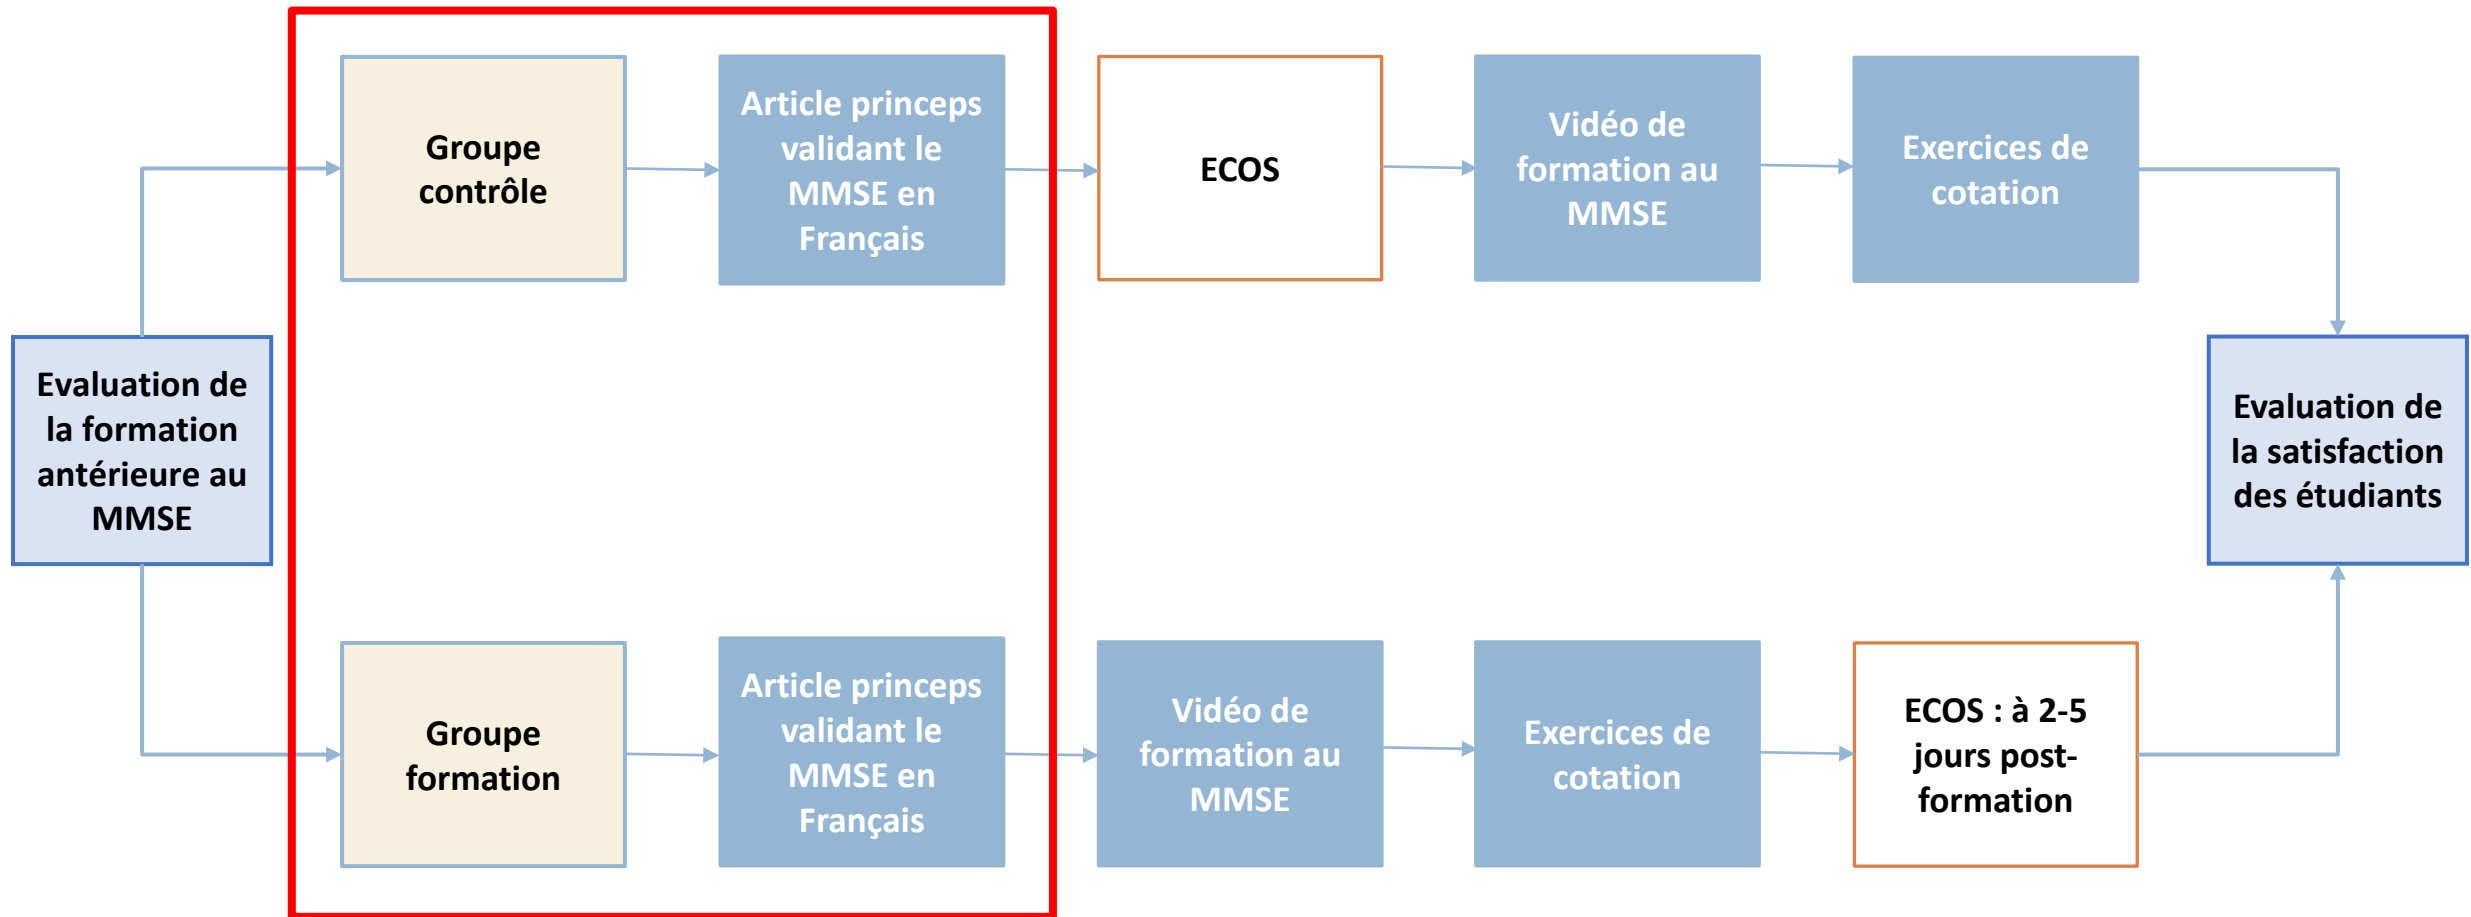 Groupe
contrôle
Article princeps
validant le
MMSE en
Français
ECOS
Vidéo de
formation au
MMSE
Exercices de
cotation
Evaluation de
la formation
antérieure au
MMSE
Evaluation de
la satisfaction
des étudiants
Groupe
formation
Article princeps
validant le
MMSE en
Français
Vidéo de
formation au
MMSE
Exercices de
cotation
ECOS : à 2-5
jours post-
formation